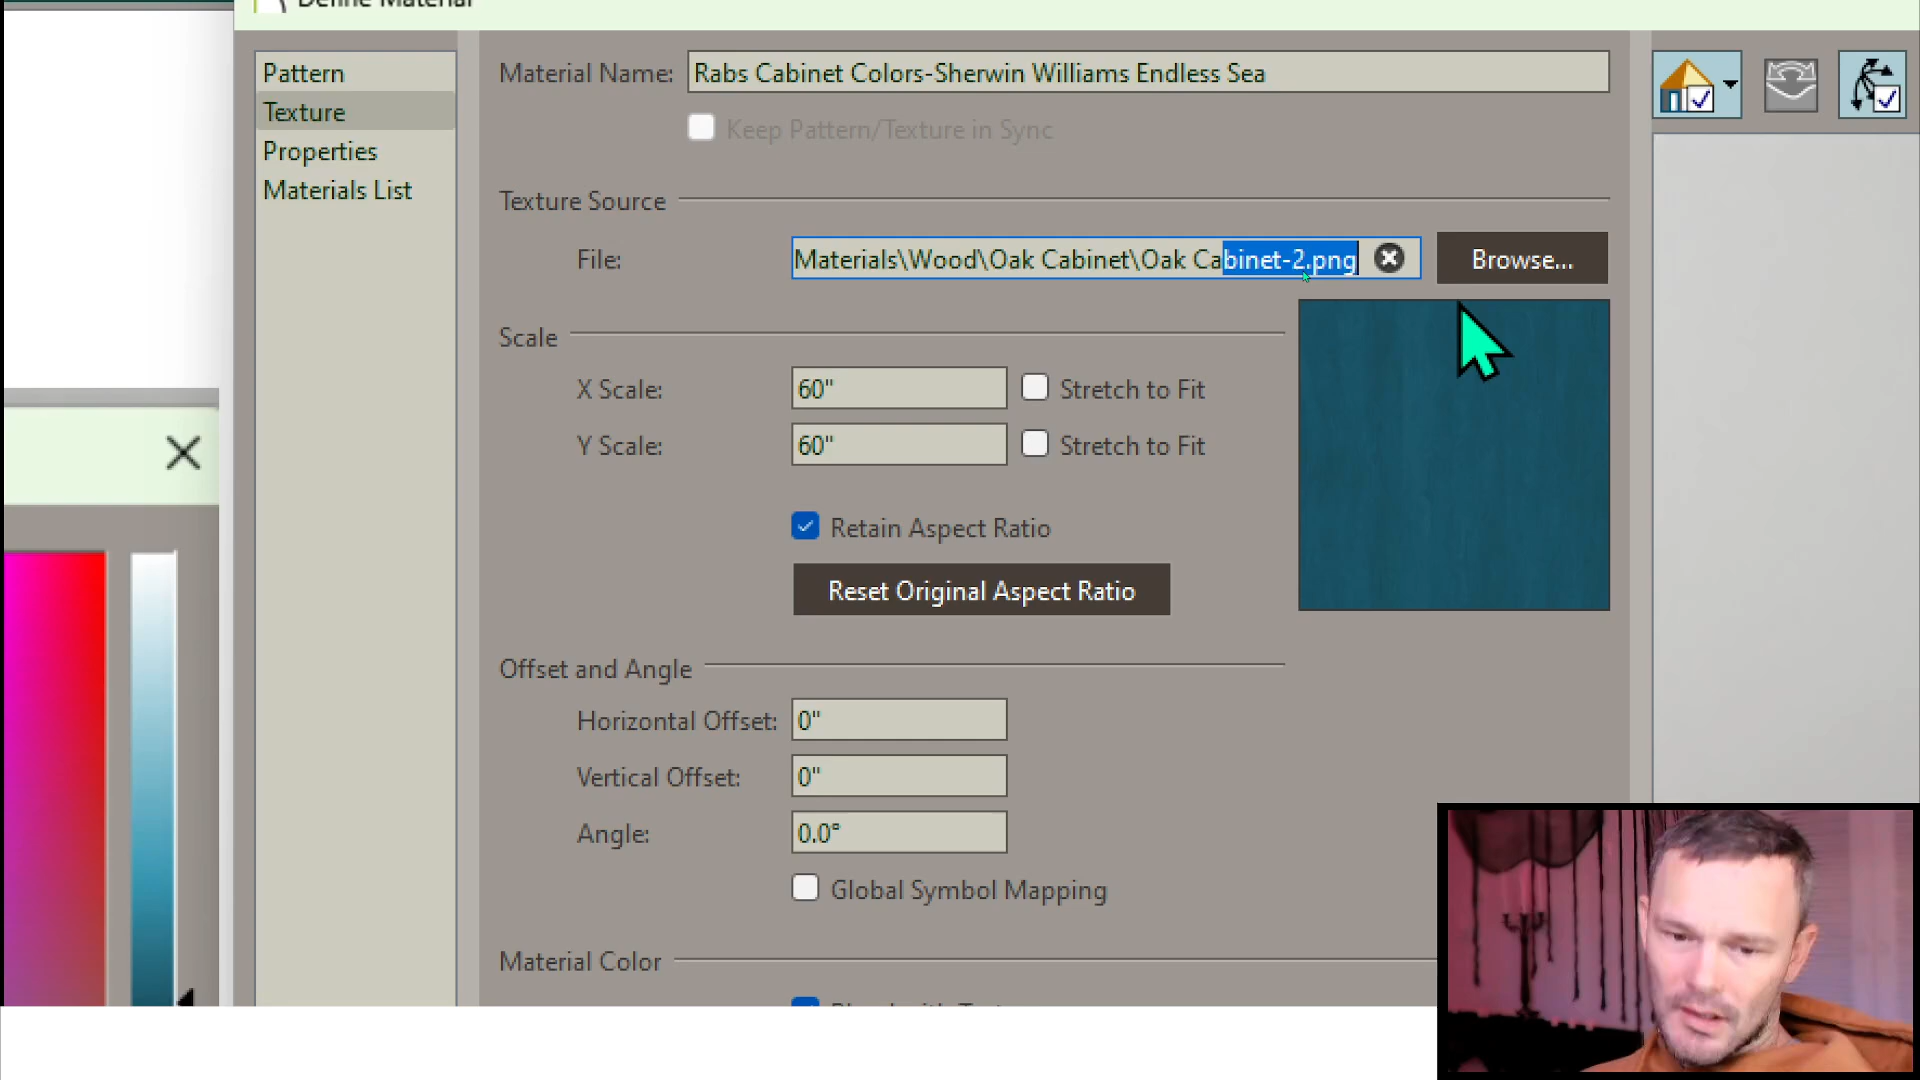 Define Material
Pattern
Texture
Properties
Materials List
Material Name: Rabs Cabinet Colors-Sherwin Williams Endless Sea
Keep Pattern/Texture in Sync
Texture Source
File: Materials\Wood\Oak Cabinet\Oak Cabinet-2.png Browse...
Scale
X Scale: 60" Stretch to Fit
Y Scale: 60" Stretch to Fit
Retain Aspect Ratio
Reset Original Aspect Ratio
Offset and Angle
Horizontal Offset: 0"
Vertical Offset: 0"
Angle: 0.0°
Global Symbol Mapping
Material Color